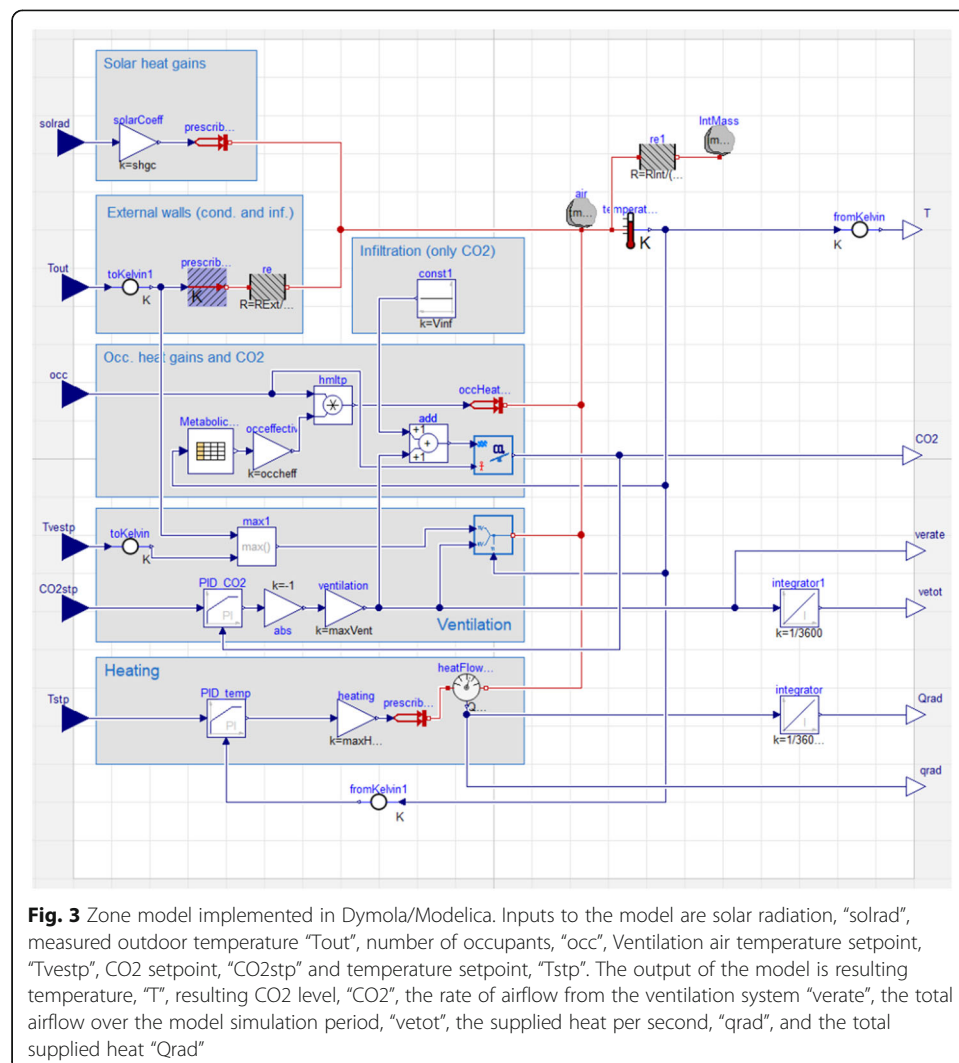 Solar heat gains
solrad
solarCoeff
prescrib...
k=shgc
IntMass
re1
m...
R=RInt/(...
External walls (cond. and inf.)
air
tm...
temperat...
K
fromKelvin
K
T
Infiltration (only CO2)
Tout
toKelvin1
K
prescrib...
K
re
R=RExt/...
const1
k=Vinf
Occ. heat gains and CO2
occ
hmltp
occHeat...
Metabolic...
occeffectiv
k=occheff
add
+1
+
+1
CO2
Tvestp
toKelvin
K
max1
max()
verate
CO2stp
PID_CO2
PI
k=-1
abs
ventilation
k=maxVent
Ventilation
integrator1
I
k=1/3600
vetot
Heating
Tstp
PID_temp
PI
heating
k=maxH...
prescrib...
heatFlow...
Q...
integrator
I
k=1/360...
Qrad
qrad
fromKelvin1
K
Fig. 3 Zone model implemented in Dymola/Modelica. Inputs to the model are solar radiation, “solrad”,
measured outdoor temperature “Tout”, number of occupants, “occ”, Ventilation air temperature setpoint,
“Tvestp”, CO2 setpoint, “CO2stp” and temperature setpoint, “Tstp”. The output of the model is resulting
temperature, “T”, resulting CO2 level, “CO2”, the rate of airflow from the ventilation system “verate”, the total
airflow over the model simulation period, “vetot”, the supplied heat per second, “qrad”, and the total
supplied heat “Qrad”